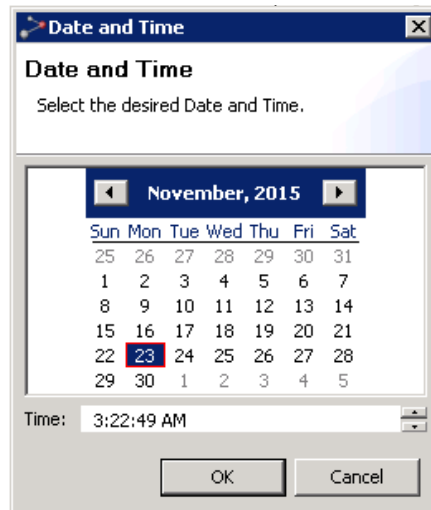 Date and Time
Date and Time
Select the desired Date and Time.
November, 2015
Sun Mon Tue Wed Thu Fri Sat
25 26 27 28 29 30 31
1 2 3 4 5 6 7
8 9 10 11 12 13 14
15 16 17 18 19 20 21
22 23 24 25 26 27 28
29 30 1 2 3 4 5
Time: 3:22:49 AM
OK Cancel